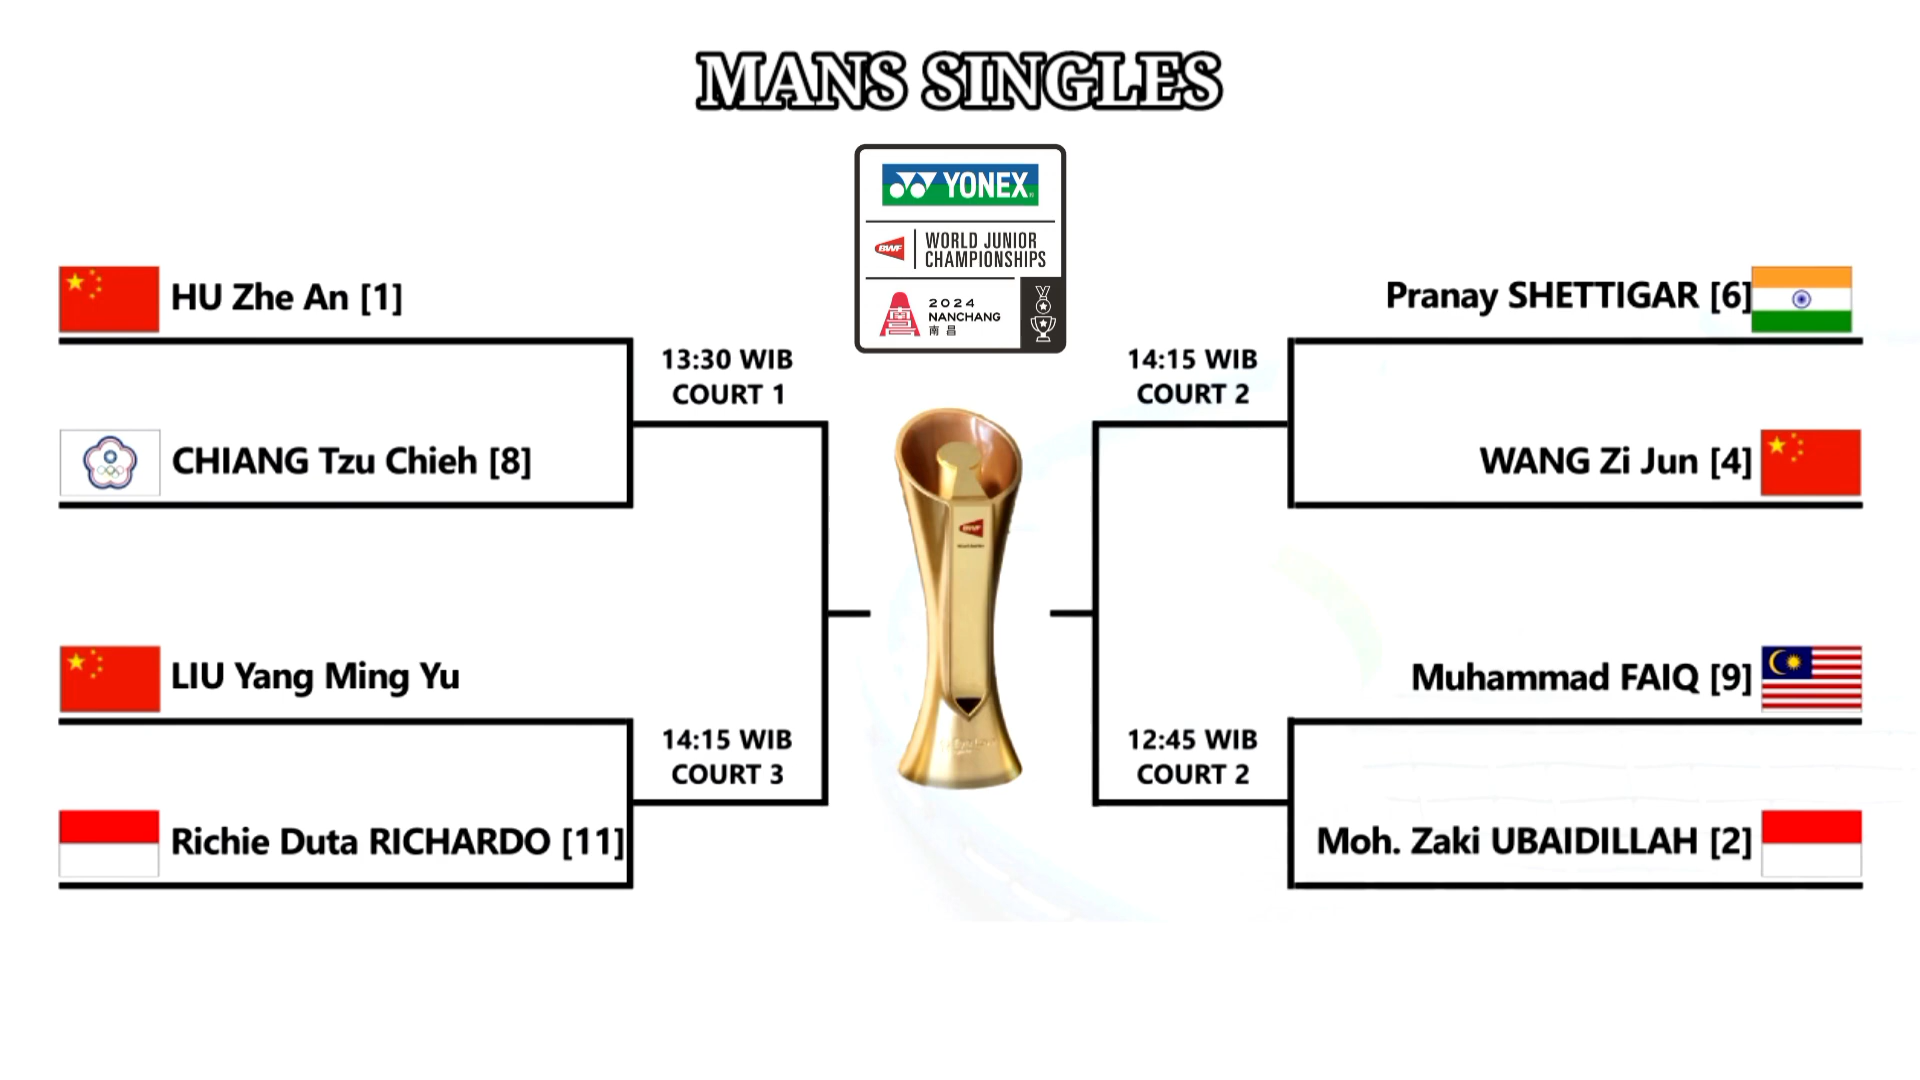 MANS SINGLES
YONEX
BWF
WORLD JUNIOR
CHAMPIONSHIPS
2024
NANCHANG
南昌
HU Zhe An [1]
CHIANG Tzu Chieh [8]
13:30 WIB
COURT 1
LIU Yang Ming Yu
Richie Duta RICHARDO [11]
14:15 WIB
COURT 3
BWF
Pranay SHETTIGAR [6]
WANG Zi Jun [4]
14:15 WIB
COURT 2
Muhammad FAIQ [9]
Moh. Zaki UBAIDILLAH [2]
12:45 WIB
COURT 2